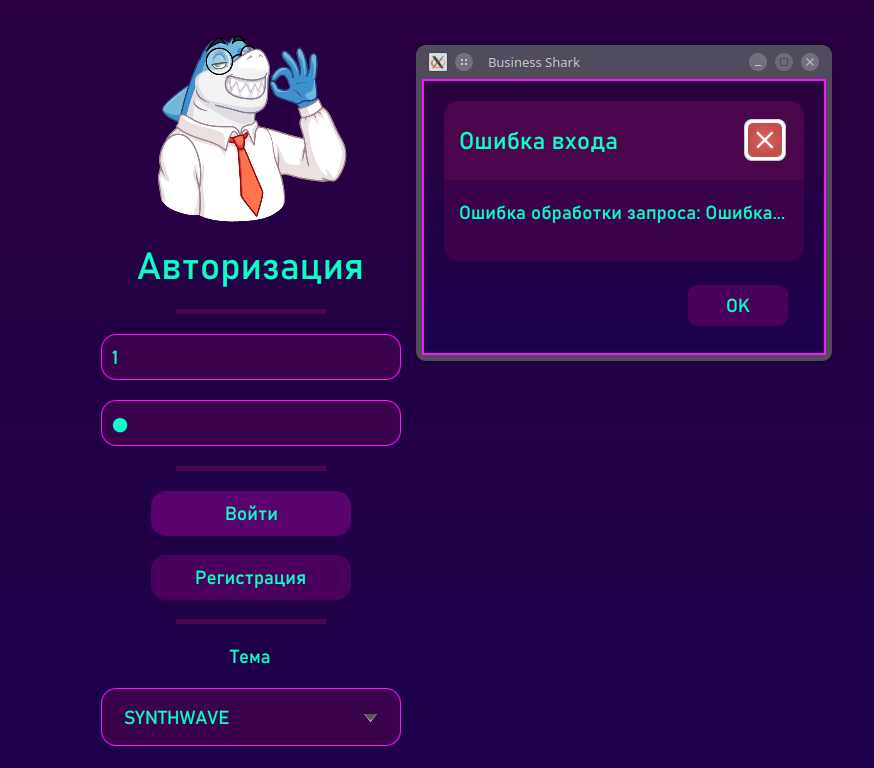 Авторизация
1
Войти
Регистрация
Тема
SYNTHWAVE
Business Shark
Ошибка входа
Ошибка обработки запроса: Ошибка...
OK